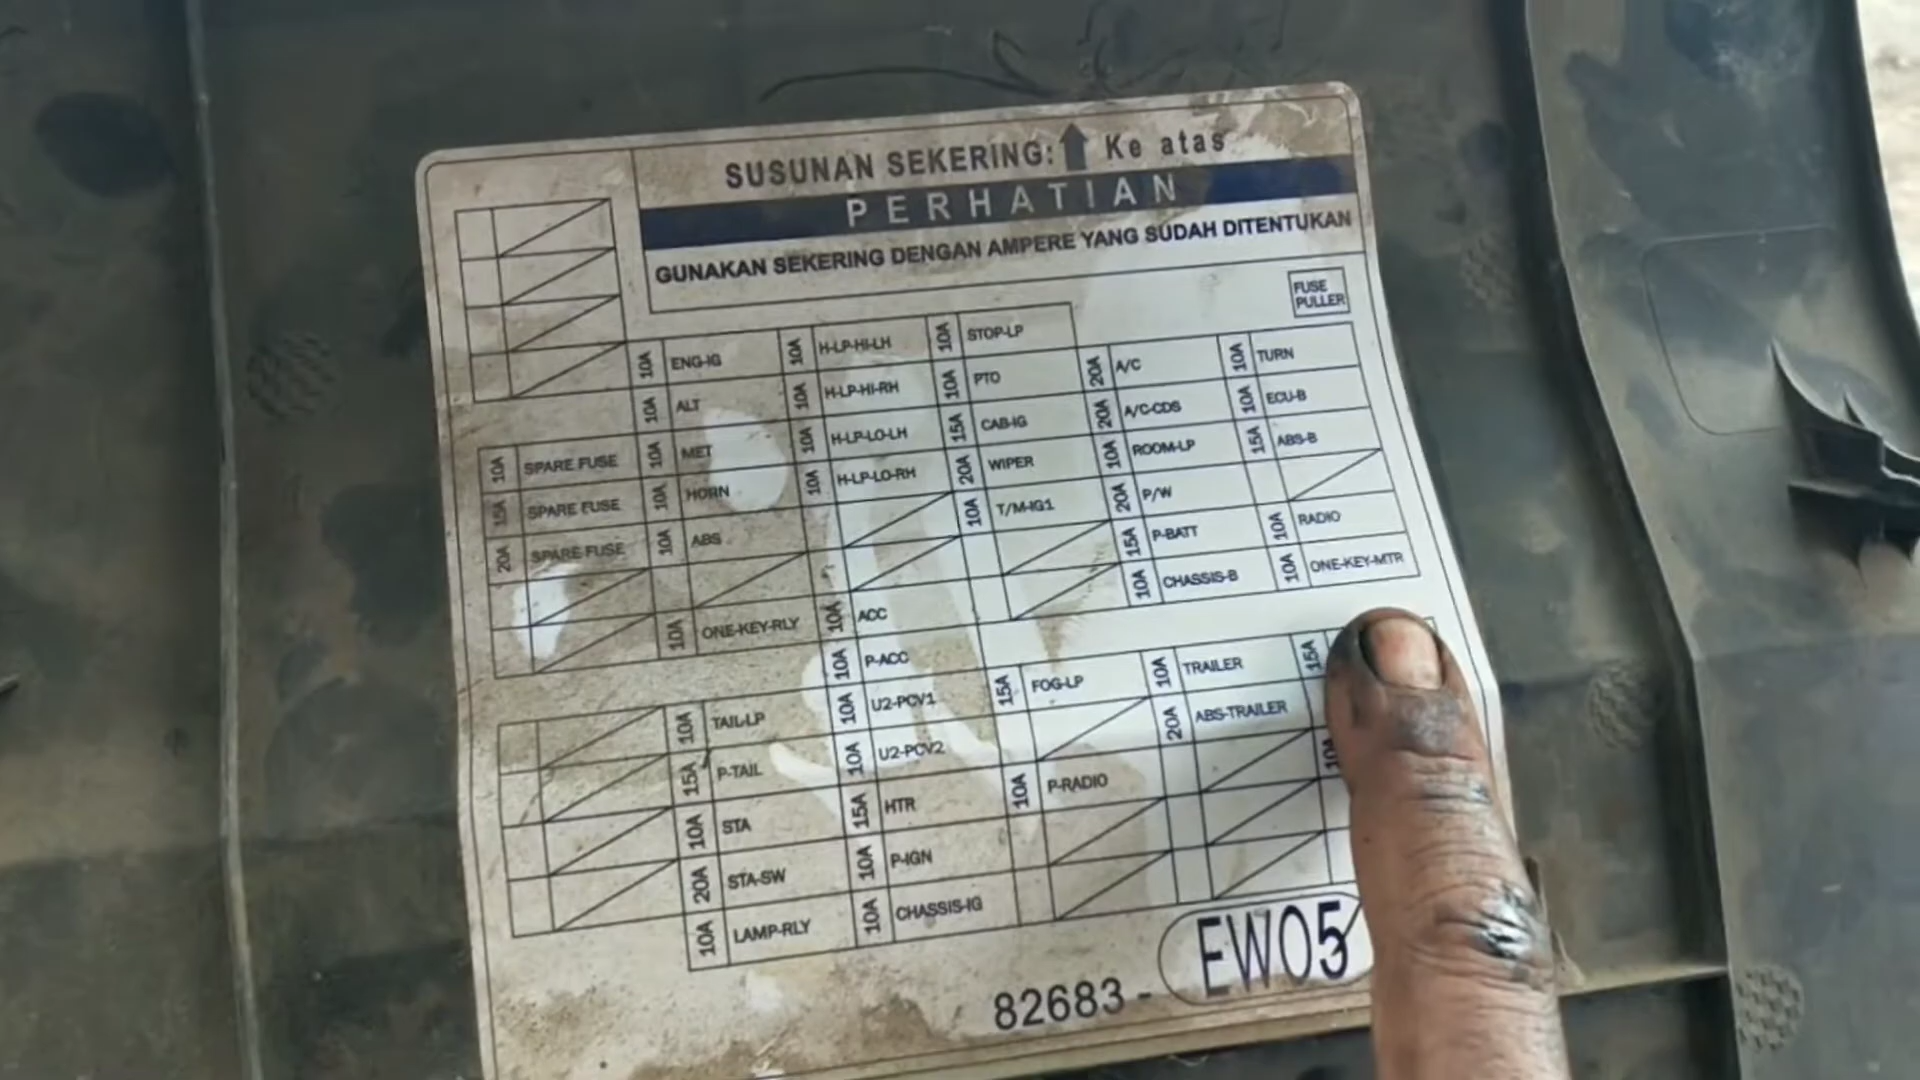 SUSUNAN SEKERING: Ke atas
PERHATIAN
GUNAKAN SEKERING DENGAN AMPERE YANG SUDAH DITENTUKAN
FUSE
PULLER
10A ENG-IG 10A H-LP-HI-LH 10A STOP-LP
10A ALT 10A H-LP-HI-RH 10A PTO 20A A/C 10A TURN
10A SPARE FUSE 10A MET 10A H-LP-LO-LH 15A CAB-IG 20A A/C-CDS 10A ECU-B
15A SPARE FUSE 10A HORN 10A H-LP-LO-RH 20A WIPER 10A ROOM-LP 15A ABS-B
20A SPARE FUSE 10A ABS 10A T/M-IG1 20A P/W
15A P-BATT 10A RADIO
10A ONE-KEY-RLY 10A ACC 10A CHASSIS-B 10A ONE-KEY-MTR
10A P-ACC
10A TAIL-LP 10A U2-PCV1 15A FOG-LP 10A TRAILER 15A
15A P-TAIL 10A U2-PCV2 20A ABS-TRAILER
10A STA 15A HTR 10A P-RADIO 10A
20A STA-SW 10A P-IGN
10A LAMP-RLY 10A CHASSIS-IG
82683- EW05